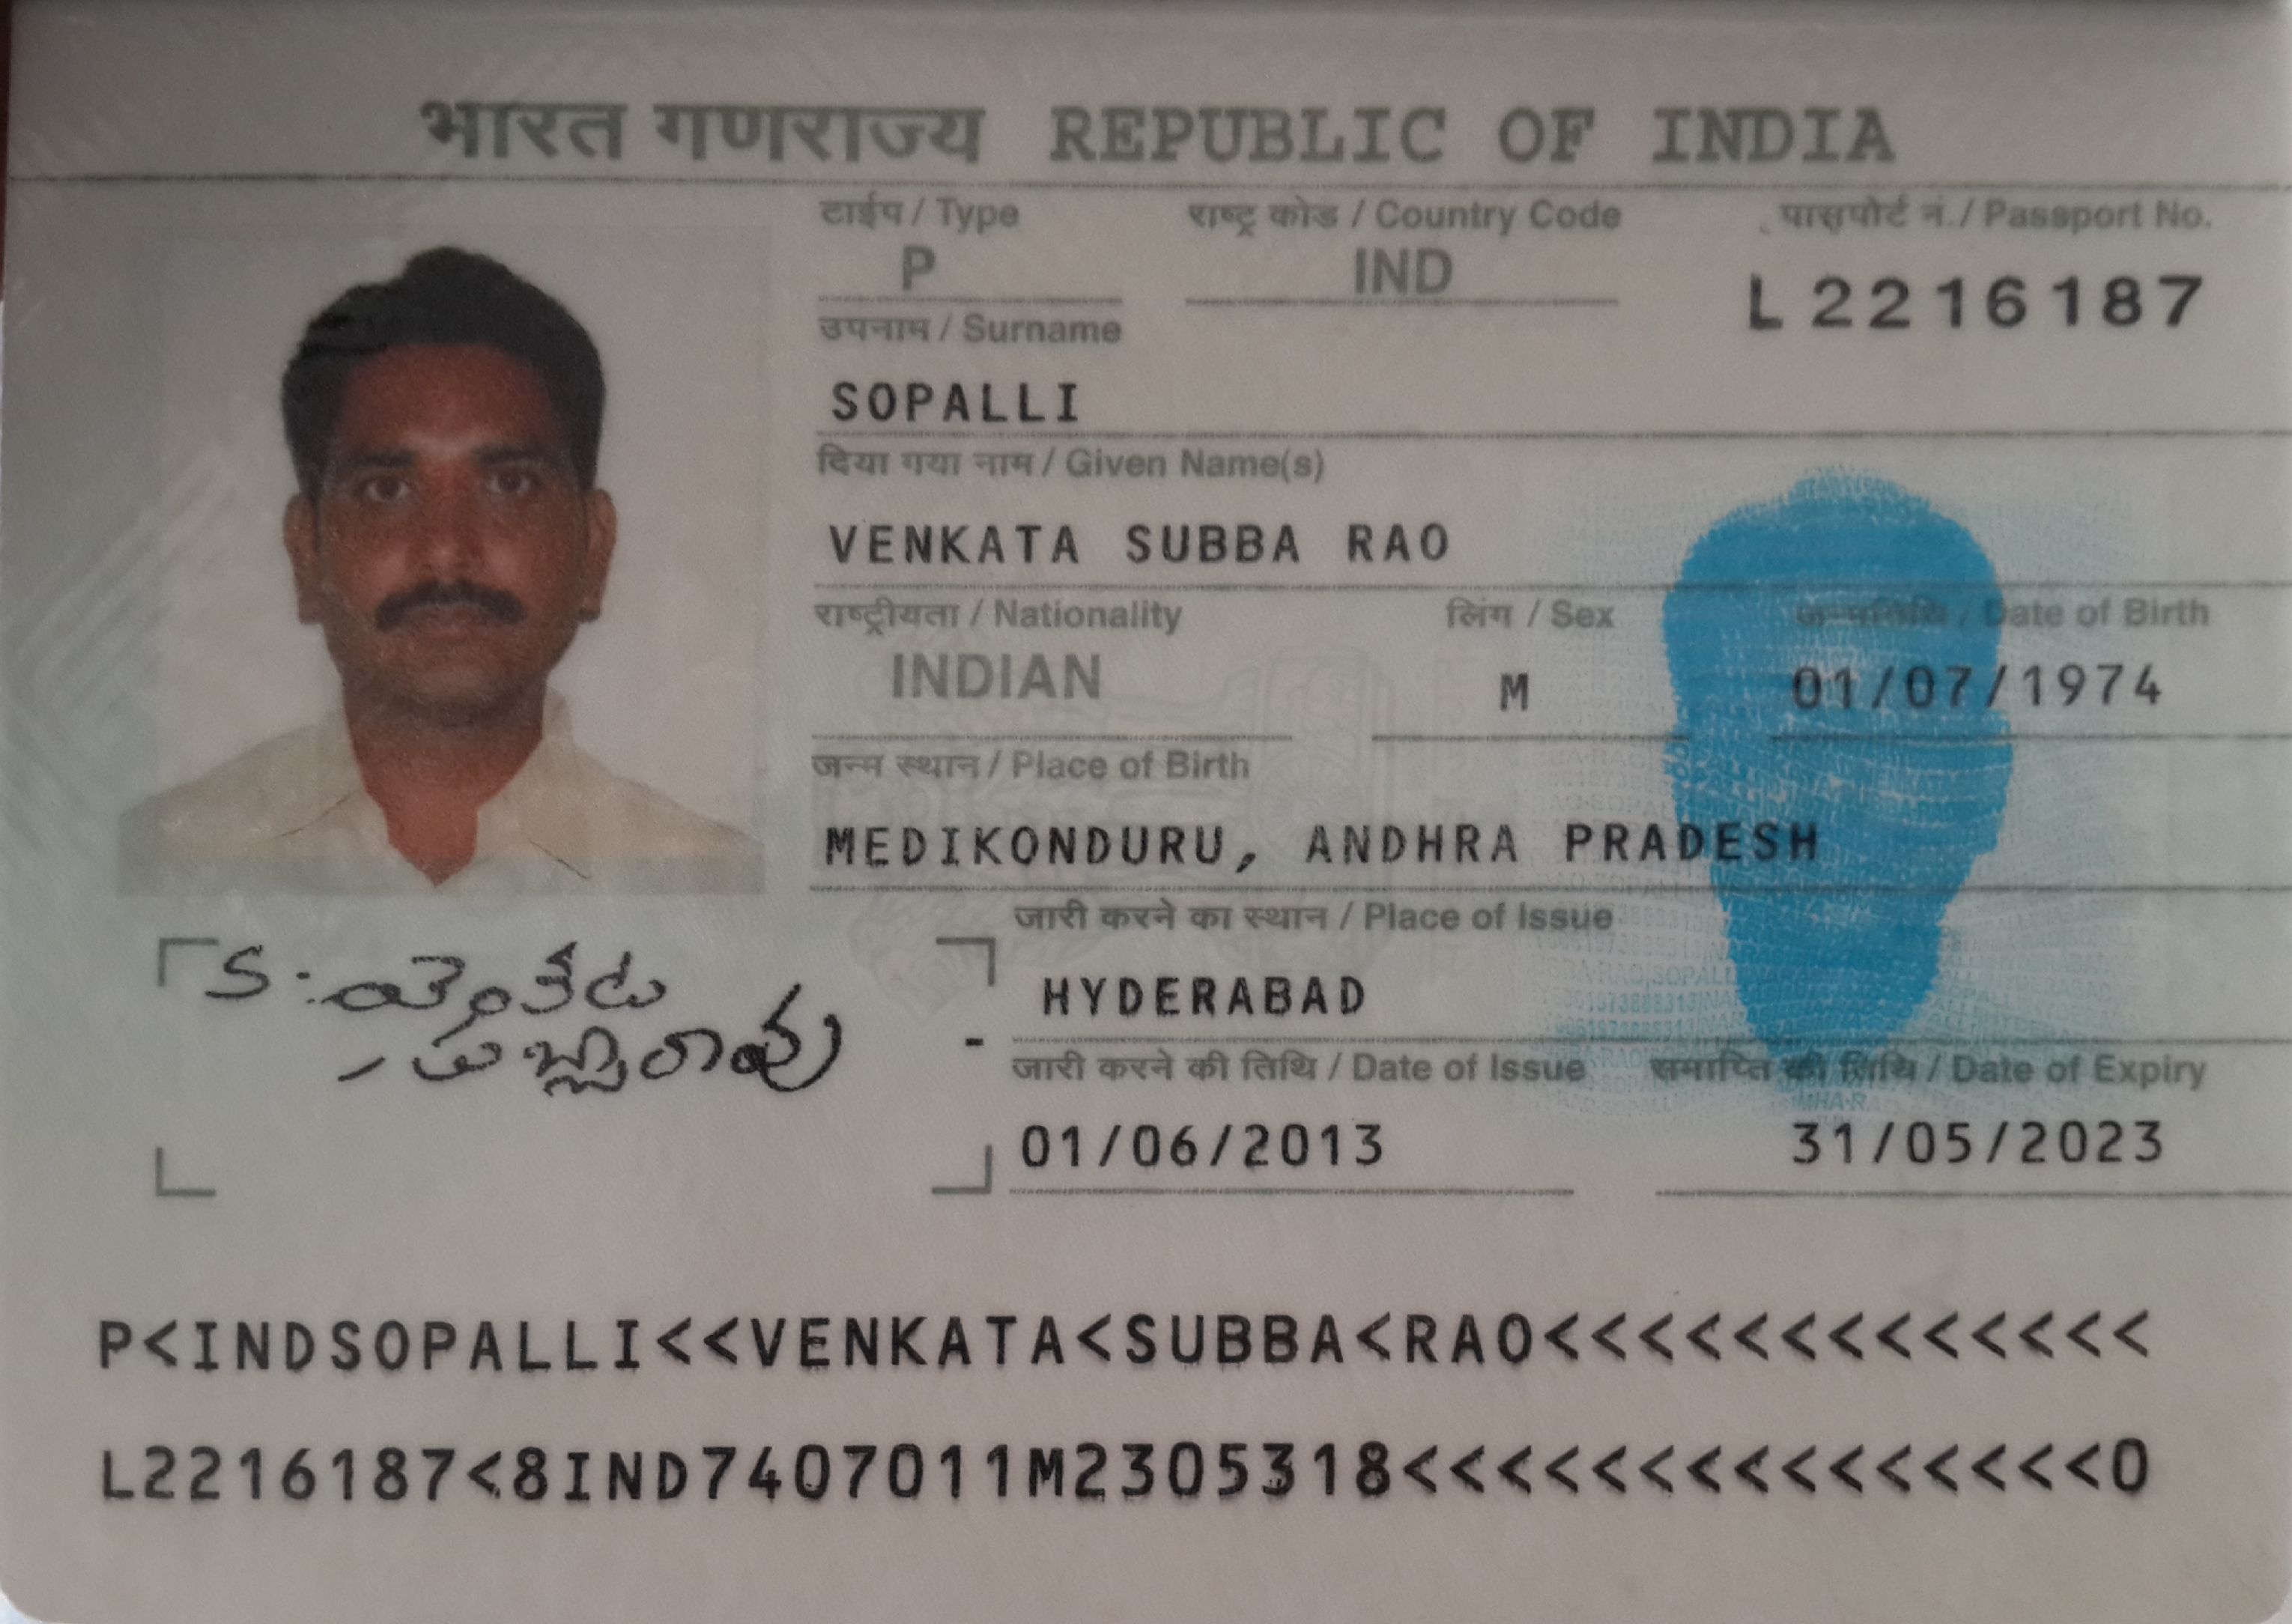 भारत गणराज्य REPUBLIC OF INDIA
टाईप / Type राष्ट्र कोड / Country Code पासपोर्ट नं. / Passport No.
P IND L2216187
उपनाम / Surname
SOPALLI
दिया गया नाम / Given Name(s)
VENKATA SUBBA RAO
राष्ट्रीयता / Nationality लिंग / Sex जन्मतिथि / Date of Birth
INDIAN M 01/07/1974
जन्म स्थान / Place of Birth
MEDIKONDURU, ANDHRA PRADESH
जारी करने का स्थान / Place of Issue
HYDERABAD
जारी करने की तिथि / Date of Issue समाप्ति की तिथि / Date of Expiry
01/06/2013 31/05/2023
P<INDSOPALLI<<VENKATA<SUBBA<RAO<<<<<<<<<<<<<
L2216187<8IND7407011M2305318<<<<<<<<<<<<<<<0